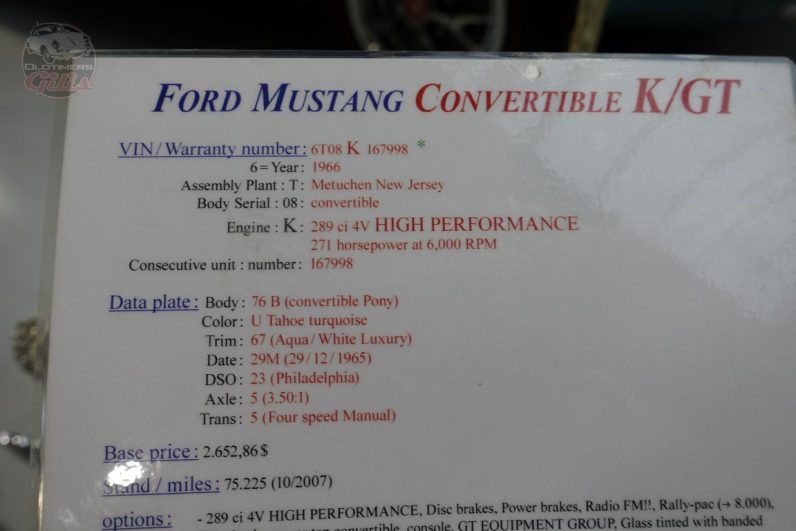 OLDTIMERS
Gills
FORD MUSTANG CONVERTIBLE K/GT
VIN/Warranty number: 6T08 K 167998 *
6 = Year: 1966
Assembly Plant : T: Metuchen New Jersey
Body Serial : 08: convertible
Engine : K: 289 ci 4V HIGH PERFORMANCE
271 horsepower at 6,000 RPM
Consecutive unit : number: 167998
Data plate: Body: 76 B (convertible Pony)
Color: U Tahoe turquoise
Trim: 67 (Aqua/White Luxury)
Date: 29M (29/12/1965)
DSO: 23 (Philadelphia)
Axle: 5 (3.50:1)
Trans: 5 (Four speed Manual)
Base price: 2.652,86 $
Stand / miles: 75.225 (10/2007)
options: - 289 ci 4V HIGH PERFORMANCE, Disc brakes, Power brakes, Radio FM!!, Rally-pac (→ 8.000),
top convertible, console, GT EQUIPMENT GROUP, Glass tinted with banded